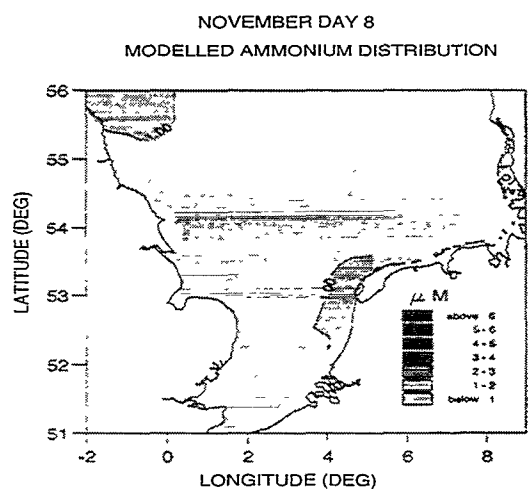 NOVEMBER DAY 8
MODELLED AMMONIUM DISTRIBUTION
LATITUDE (DEG)
56
55
54
53
52
51
μ M
above 6
5-6
4-5
3-4
2-3
1-2
below 1
-2 0 2 4 6 8
LONGITUDE (DEG)